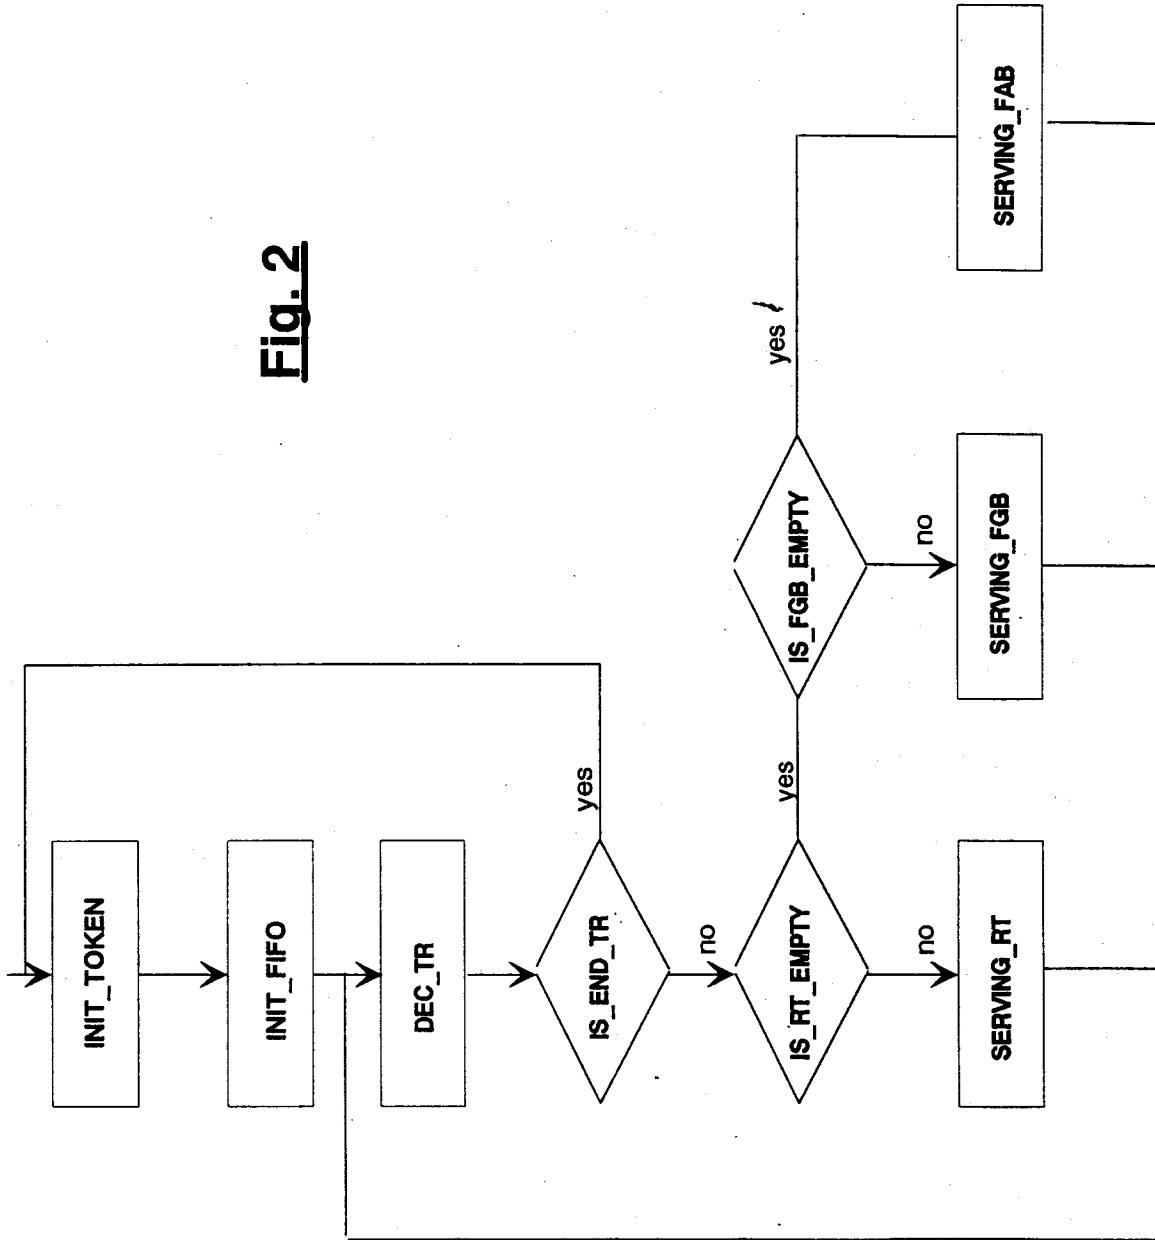 Fig. 2
INIT_TOKEN
INIT_FIFO
DEC_TR
IS_END_TR
yes
no
IS_RT_EMPTY
yes
IS_FGB_EMPTY
yes
no
no
SERVING_RT
SERVING_FGB
SERVING_FAB